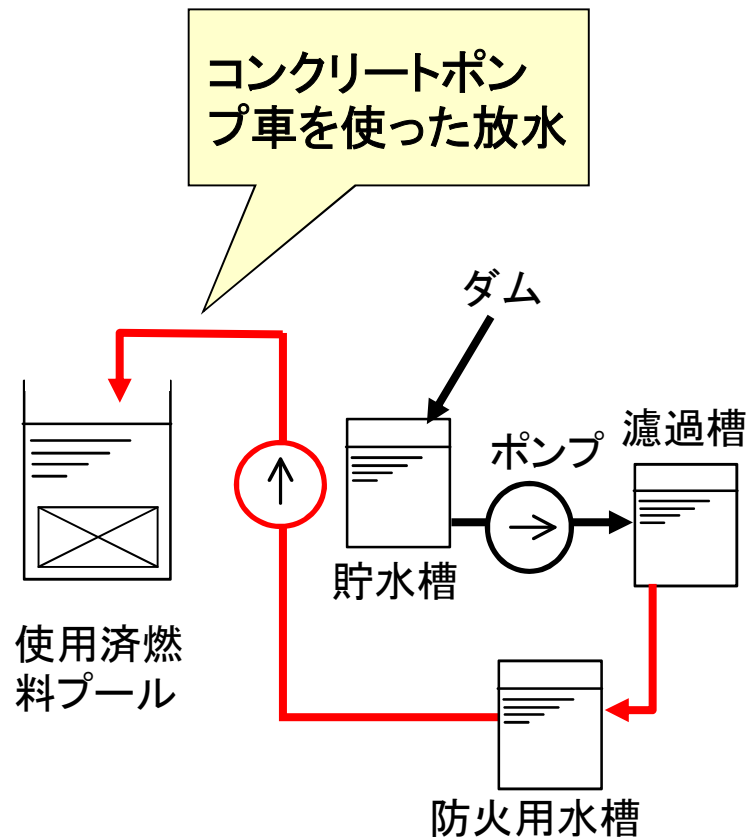 コンクリートポン
プ車を使った放水
ダム
ポンプ
濾過槽
貯水槽
使用済燃
料プール
防火用水槽